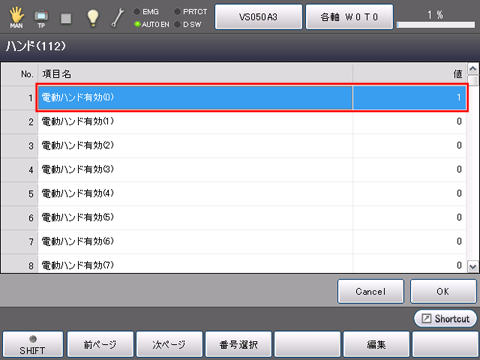 MAN
TP
EMG
PRTCT
AUTO EN
D·SW
VS050A3
各軸 W0T0
1 %
ハンド(112)
No. 項目名 値
1 電動ハンド有効(0) 1
2 電動ハンド有効(1) 0
3 電動ハンド有効(2) 0
4 電動ハンド有効(3) 0
5 電動ハンド有効(4) 0
6 電動ハンド有効(5) 0
7 電動ハンド有効(6) 0
8 電動ハンド有効(7) 0
Cancel
OK
Shortcut
SHIFT
前ページ
次ページ
番号選択
編集